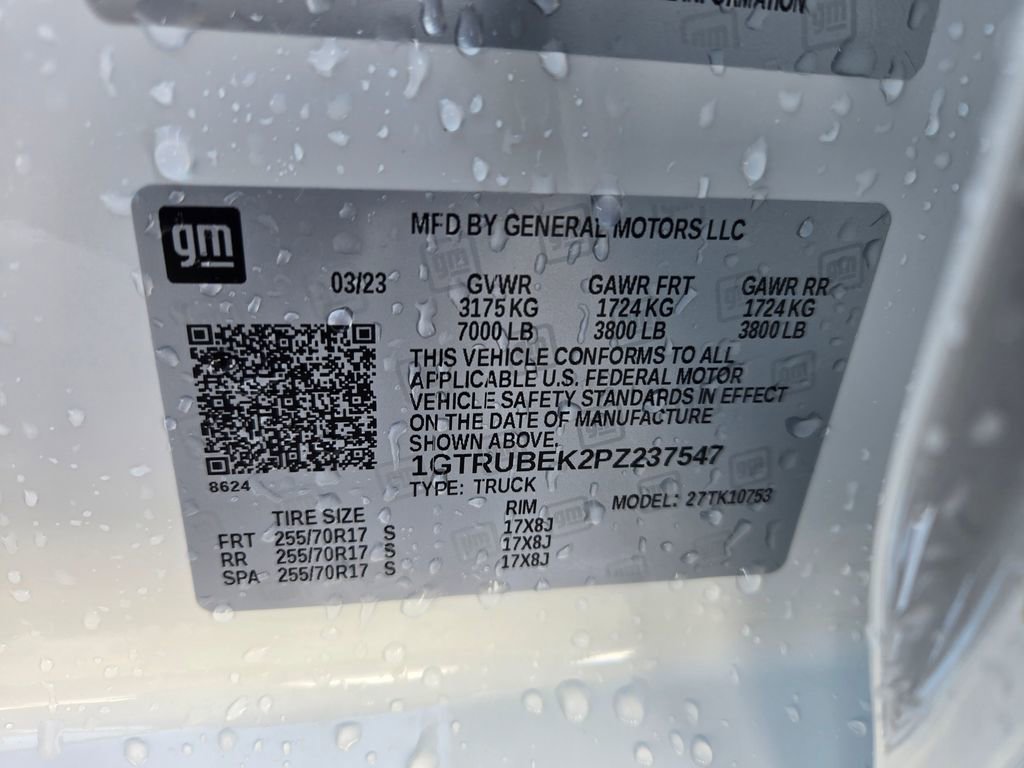 INFORMATION
gm
MFD BY GENERAL MOTORS LLC
03/23 GVWR GAWR FRT GAWR RR
3175 KG 1724 KG 1724 KG
7000 LB 3800 LB 3800 LB
THIS VEHICLE CONFORMS TO ALL
APPLICABLE U.S. FEDERAL MOTOR
VEHICLE SAFETY STANDARDS IN EFFECT
ON THE DATE OF MANUFACTURE
SHOWN ABOVE.
1GTRUBEK2PZ237547
8624
TYPE: TRUCK MODEL: 27TK10753
TIRE SIZE RIM
FRT 255/70R17 S 17X8J
RR 255/70R17 S 17X8J
SPA 255/70R17 S 17X8J